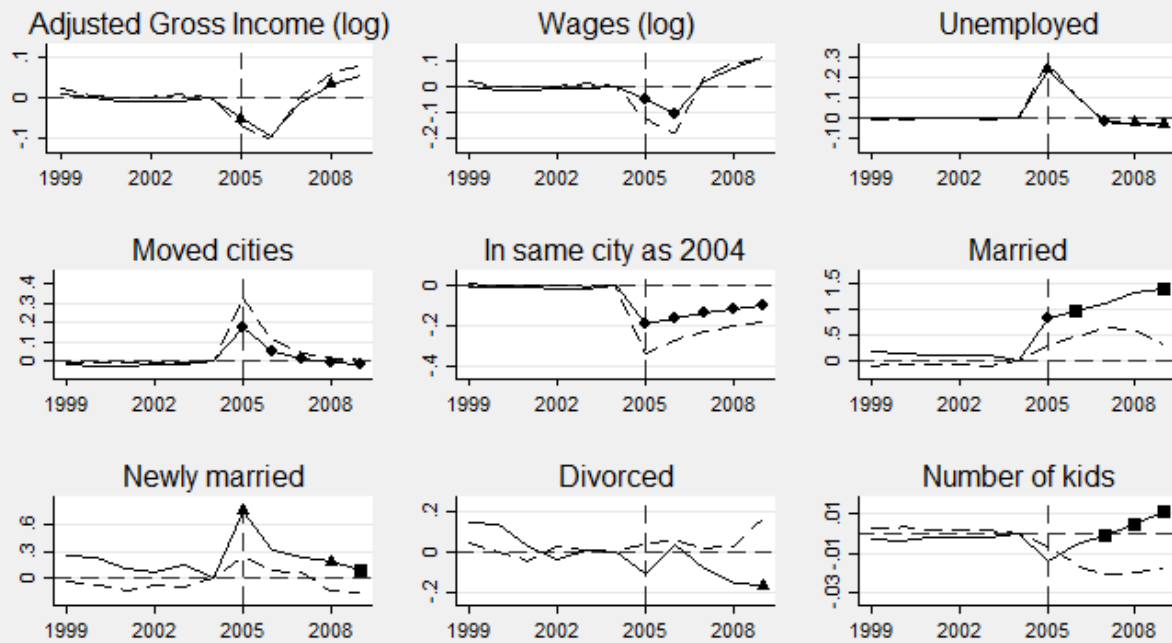 Adjusted Gross Income (log)
.1
0
-.1
1999 2002 2005 2008
Wages (log)
.1
0
-.1
-.2
1999 2002 2005 2008
Unemployed
.3
.2
.1
0
-.1
1999 2002 2005 2008
Moved cities
.4
.3
.2
.1
0
1999 2002 2005 2008
In same city as 2004
0
-.2
-.4
1999 2002 2005 2008
Married
1.5
1
.5
0
1999 2002 2005 2008
Newly married
.6
.3
0
1999 2002 2005 2008
Divorced
.2
0
-.2
1999 2002 2005 2008
Number of kids
.01
-.01
-.03
1999 2002 2005 2008